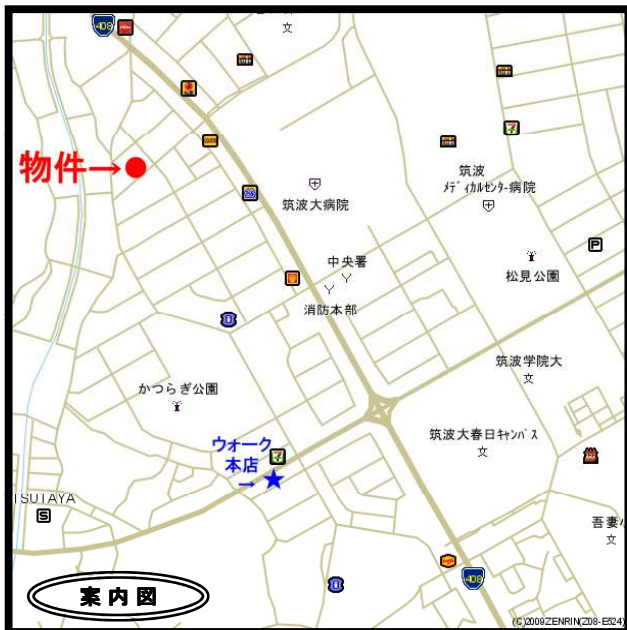 408
文
物件→
筑波大病院
筑波
ﾒﾃﾞｨｶﾙｾﾝﾀｰ病院
中央署
消防本部
P
松見公園
かつらぎ公園
筑波学院大
文
筑波大春日ｷｬﾝﾊﾟｽ
文
ウォーク
本店
→
TSUTAYA
S
吾妻小
文
408
案内図
(C)2009ZENRIN(Z08-E524)